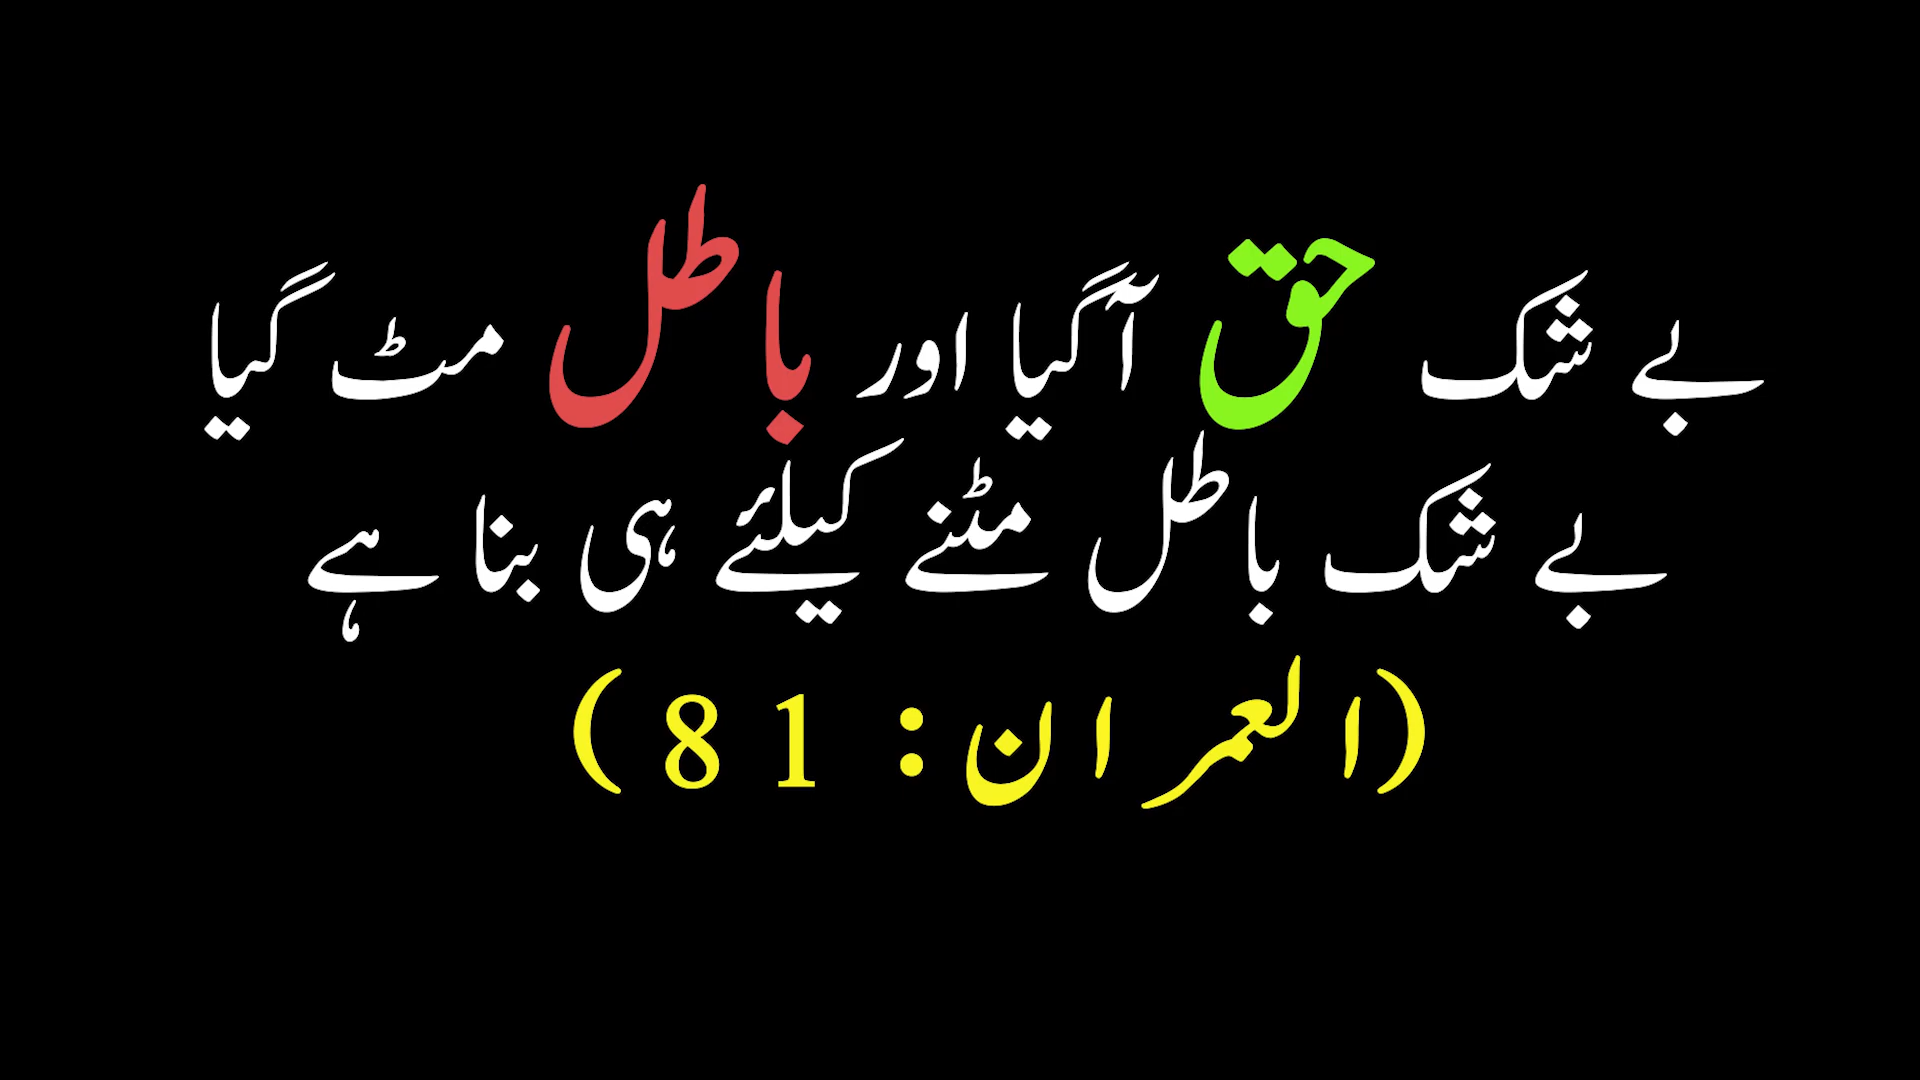 بے شک حق آگیا اور باطل مٹ گیا
بے شک باطل مٹنے کیلئے ہی بنا ہے
(العمران: 81)